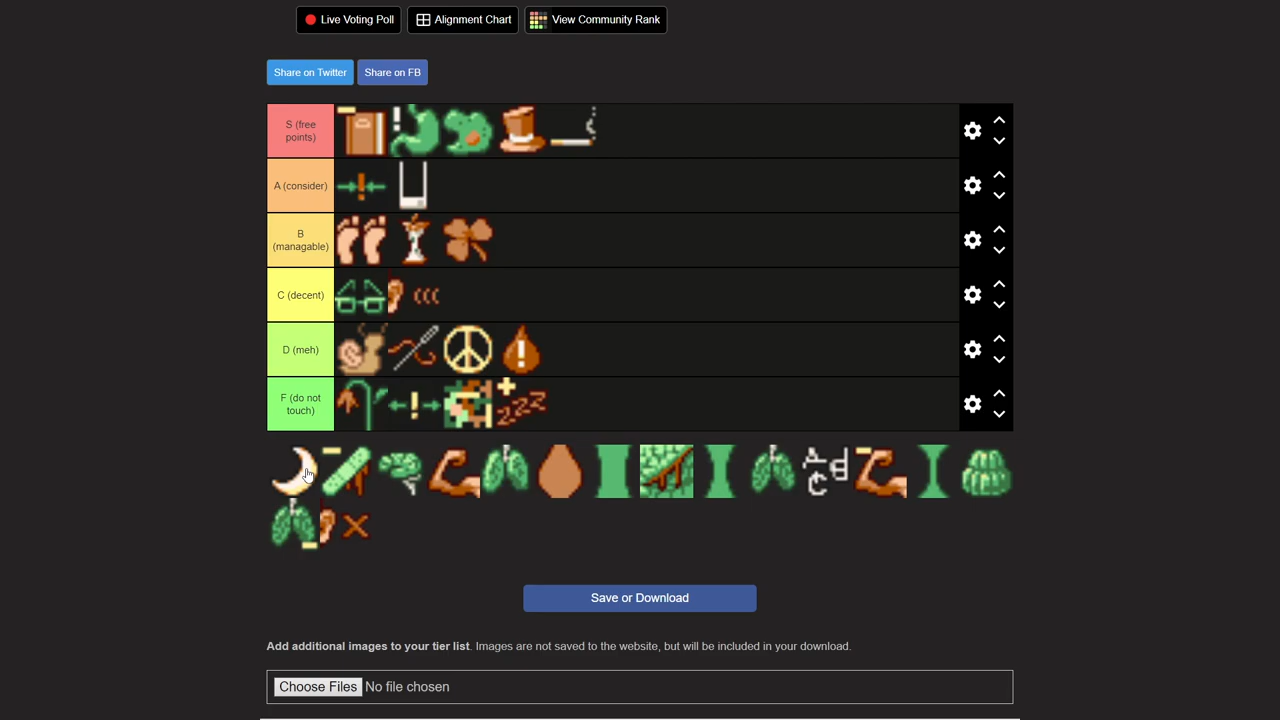 Live Voting Poll
Alignment Chart
View Community Rank
Share on Twitter
Share on FB
S (free
points)
A (consider)
B
(managable)
C (decent)
D (meh)
F (do not
touch)
zzz
A B
C
Save or Download
Add additional images to your tier list. Images are not saved to the website, but will be included in your download.
Choose Files No file chosen